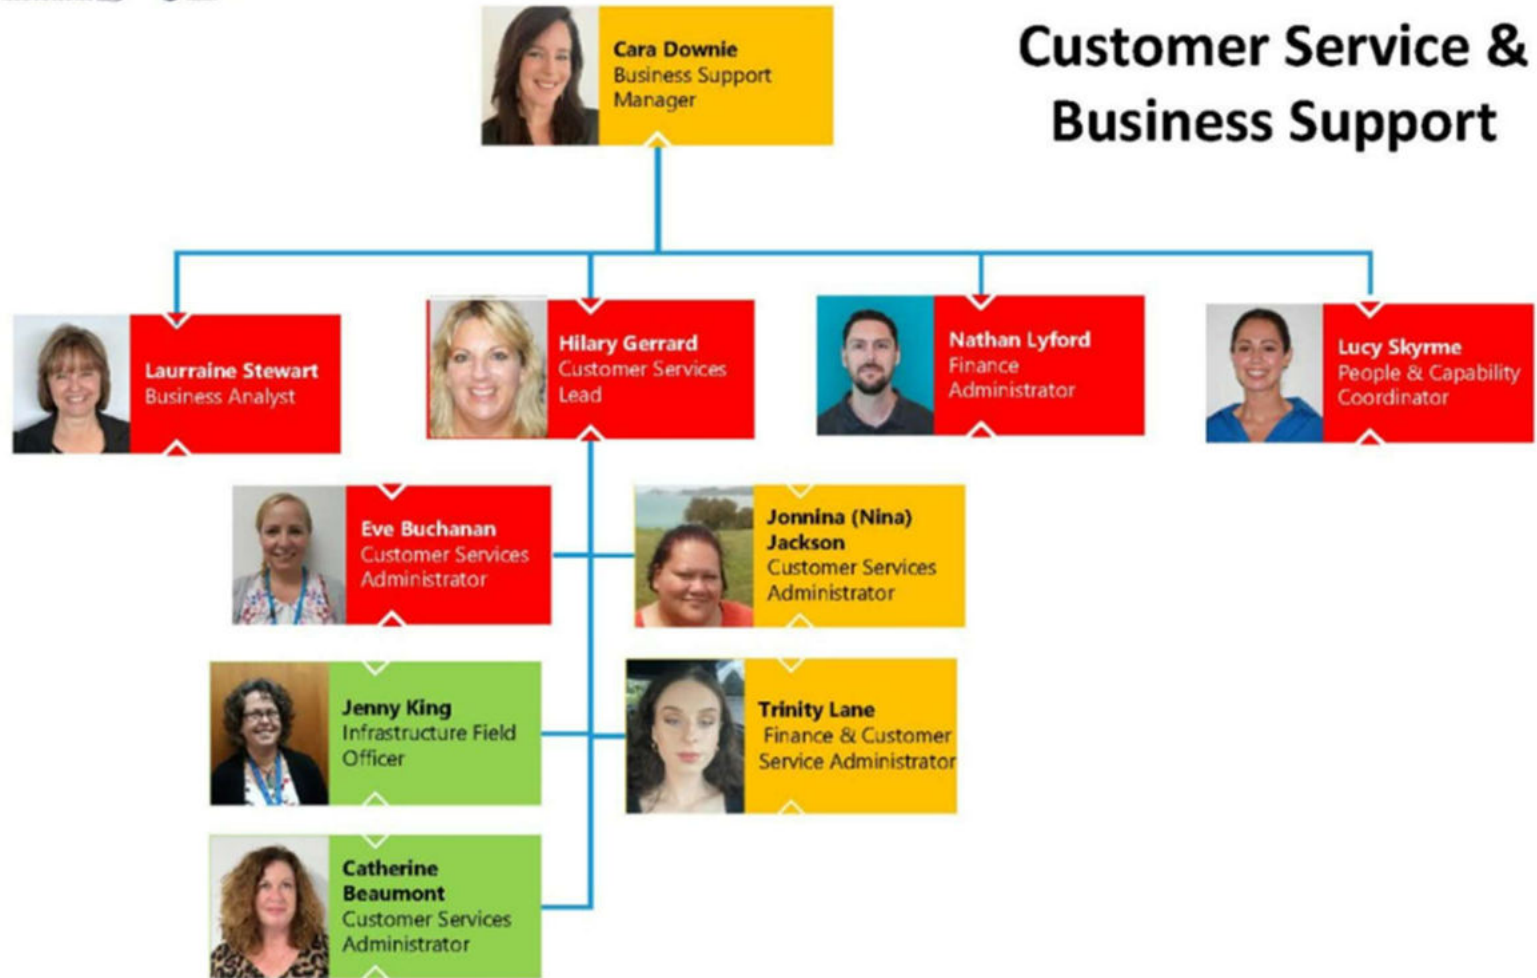 Customer Service &
Business Support
Cara Downie
Business Support
Manager
Laurraine Stewart
Business Analyst
Hilary Gerrard
Customer Services
Lead
Nathan Lyford
Finance
Administrator
Lucy Skyrme
People & Capability
Coordinator
Eve Buchanan
Customer Services
Administrator
Jonnina (Nina)
Jackson
Customer Services
Administrator
Jenny King
Infrastructure Field
Officer
Trinity Lane
Finance & Customer
Service Administrator
Catherine
Beaumont
Customer Services
Administrator